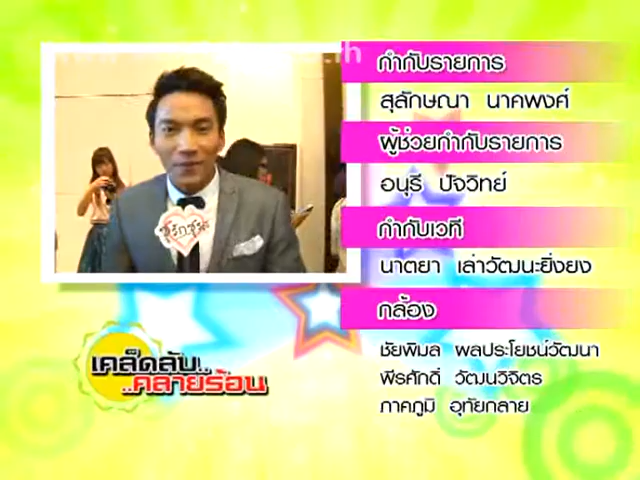 กำกับรายการ
สุลักษณา นาคพงศ์
ผู้ช่วยกำกับรายการ
อนุรี ปัจวิทย์
กำกับเวที
นาตยา เล่าวัฒนะยิ่งยง
กล้อง
ชัยพิมล ผลประโยชน์วัฒนา
พีรศักดิ์ วัฒนวิจิตร
ภาคภูมิ อุทัยกลาย
เคล็ดลับ..
..คลายร้อน